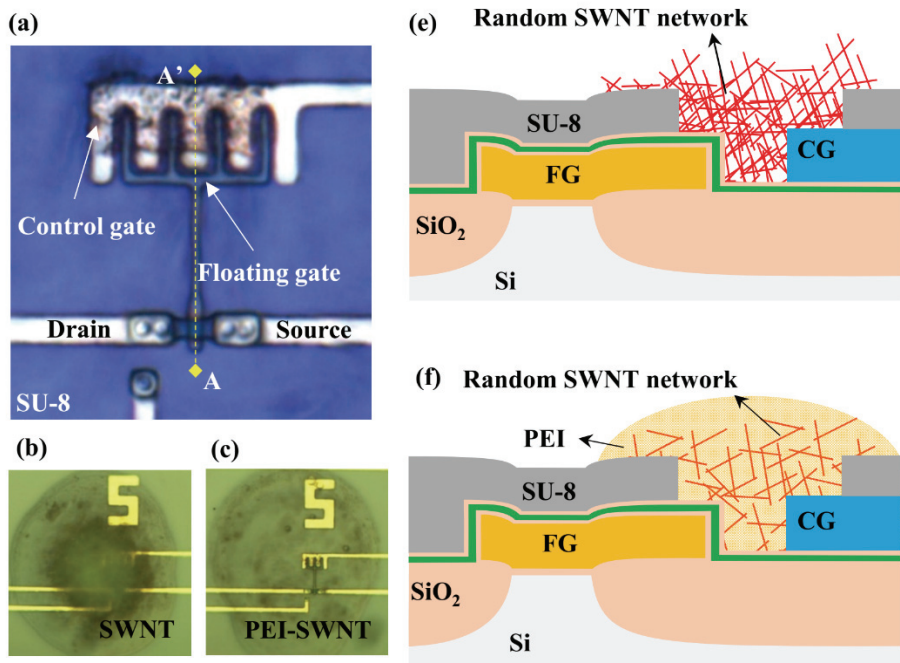 (a)
A'
Control gate
Floating gate
Drain
Source
A
SU-8
(b)
SWNT
(c)
PEI-SWNT
(e)
Random SWNT network
SU-8
CG
FG
SiO₂
Si
(f)
Random SWNT network
PEI
SU-8
CG
FG
SiO₂
Si